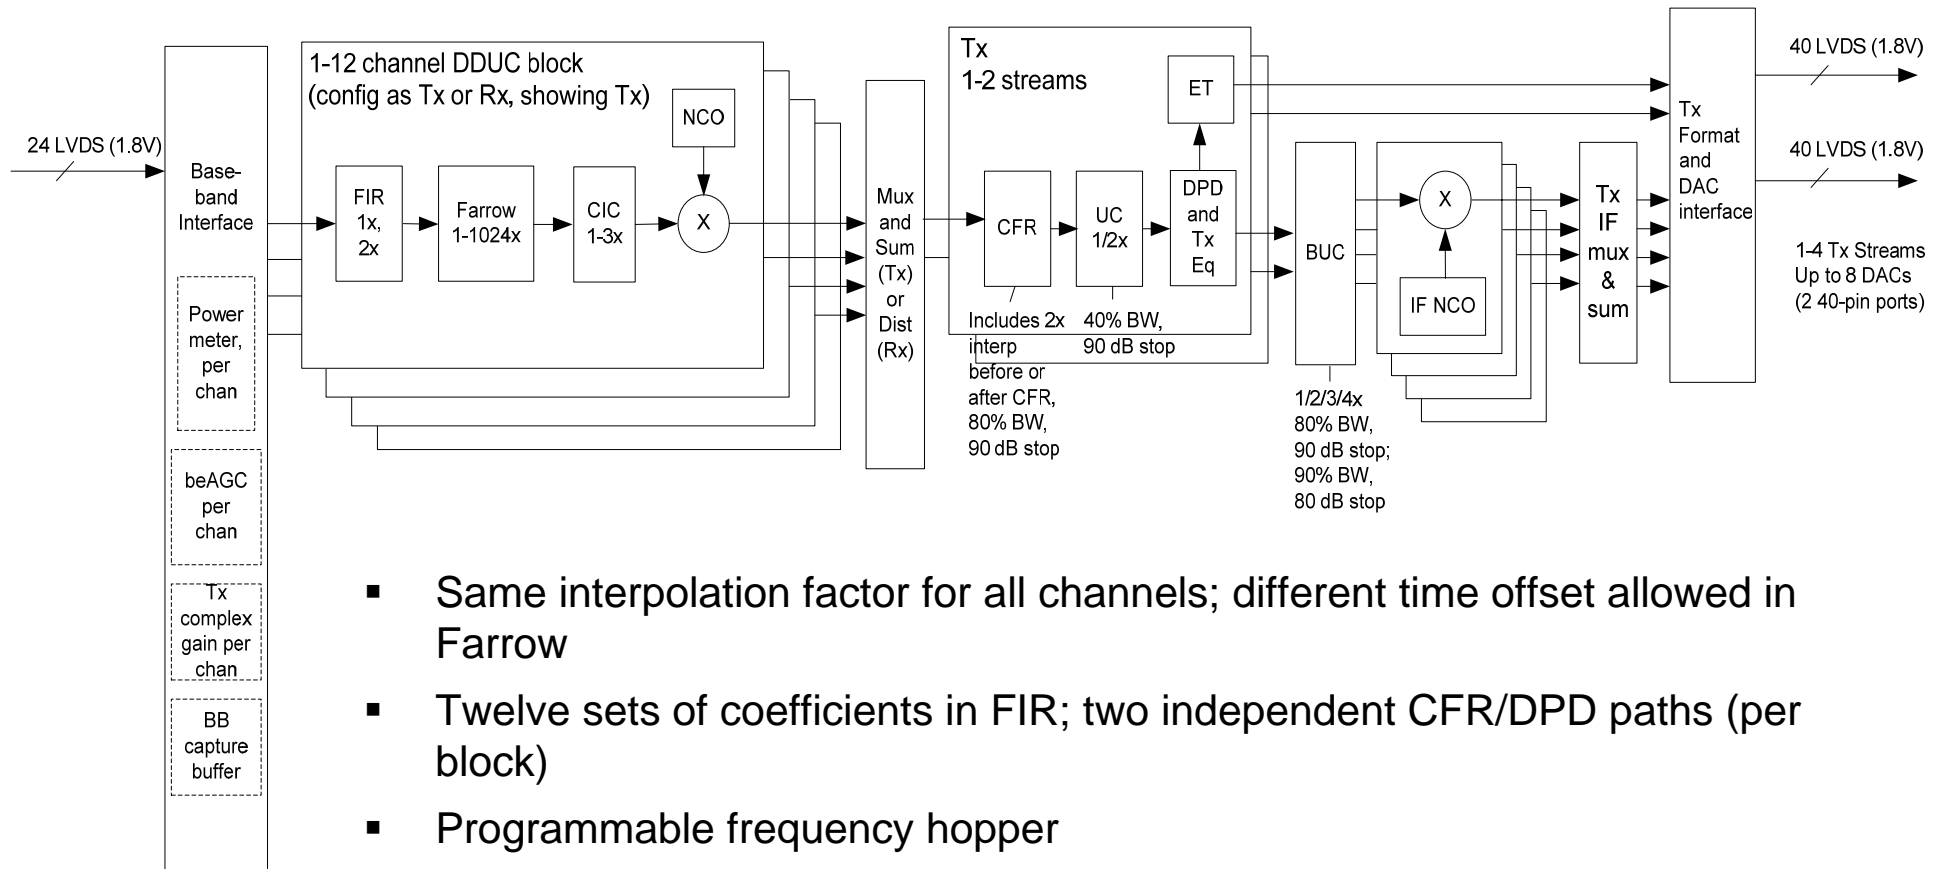 24 LVDS (1.8V)
Base-
band
Interface
Power
meter,
per
chan
beAGC
per
chan
Tx
complex
gain per
chan
BB
capture
buffer
1-12 channel DDUC block
(config as Tx or Rx, showing Tx)
NCO
FIR
1x,
2x
Farrow
1-1024x
CIC
1-3x
X
Mux
and
Sum
(Tx)
or
Dist
(Rx)
Tx
1-2 streams
ET
CFR
UC
1/2x
DPD
and
Tx
Eq
Includes 2x
interp
before or
after CFR,
80% BW,
90 dB stop
40% BW,
90 dB stop
BUC
1/2/3/4x
80% BW,
90 dB stop;
90% BW,
80 dB stop
X
IF NCO
Tx
IF
mux
&
sum
Tx
Format
and
DAC
interface
40 LVDS (1.8V)
40 LVDS (1.8V)
1-4 Tx Streams
Up to 8 DACs
(2 40-pin ports)
▪ Same interpolation factor for all channels; different time offset allowed in
Farrow
▪ Twelve sets of coefficients in FIR; two independent CFR/DPD paths (per
block)
▪ Programmable frequency hopper